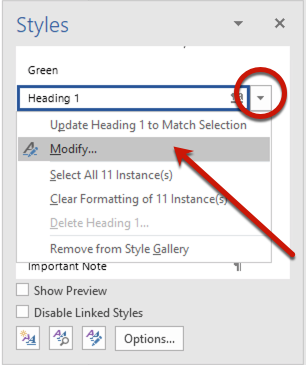 Styles
Green
Heading 1
Update Heading 1 to Match Selection
Modify...
Select All 11 Instance(s)
Clear Formatting of 11 Instance(s)
Delete Heading 1...
Remove from Style Gallery
Important Note ¶
Show Preview
Disable Linked Styles
Options...